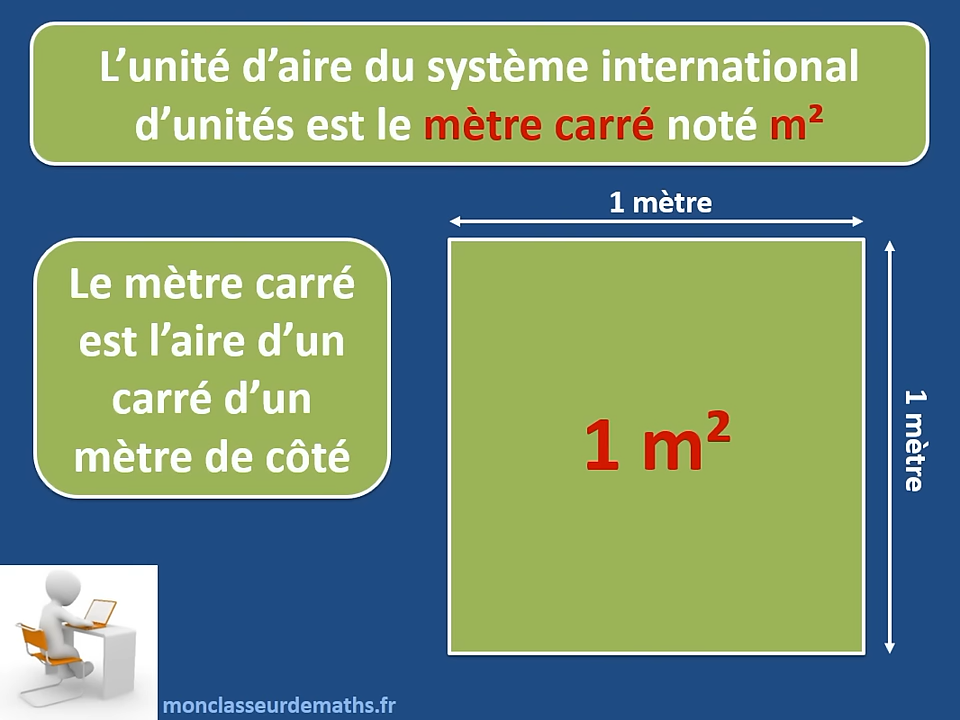 L’unité d’aire du système international
d’unités est le mètre carré noté m²
1 mètre
Le mètre carré
est l’aire d’un
carré d’un
mètre de côté
1 m²
1 mètre
monclasseurdemaths.fr